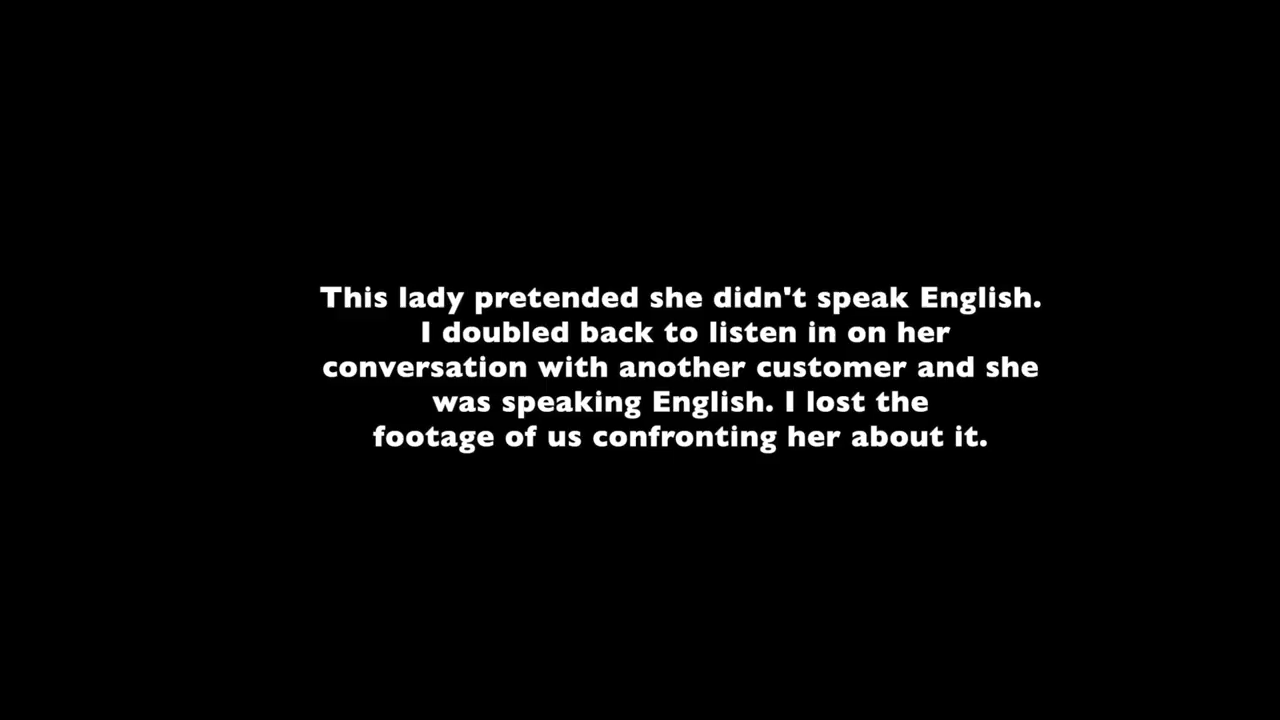 This lady pretended she didn't speak English.
I doubled back to listen in on her
conversation with another customer and she
was speaking English. I lost the
footage of us confronting her about it.